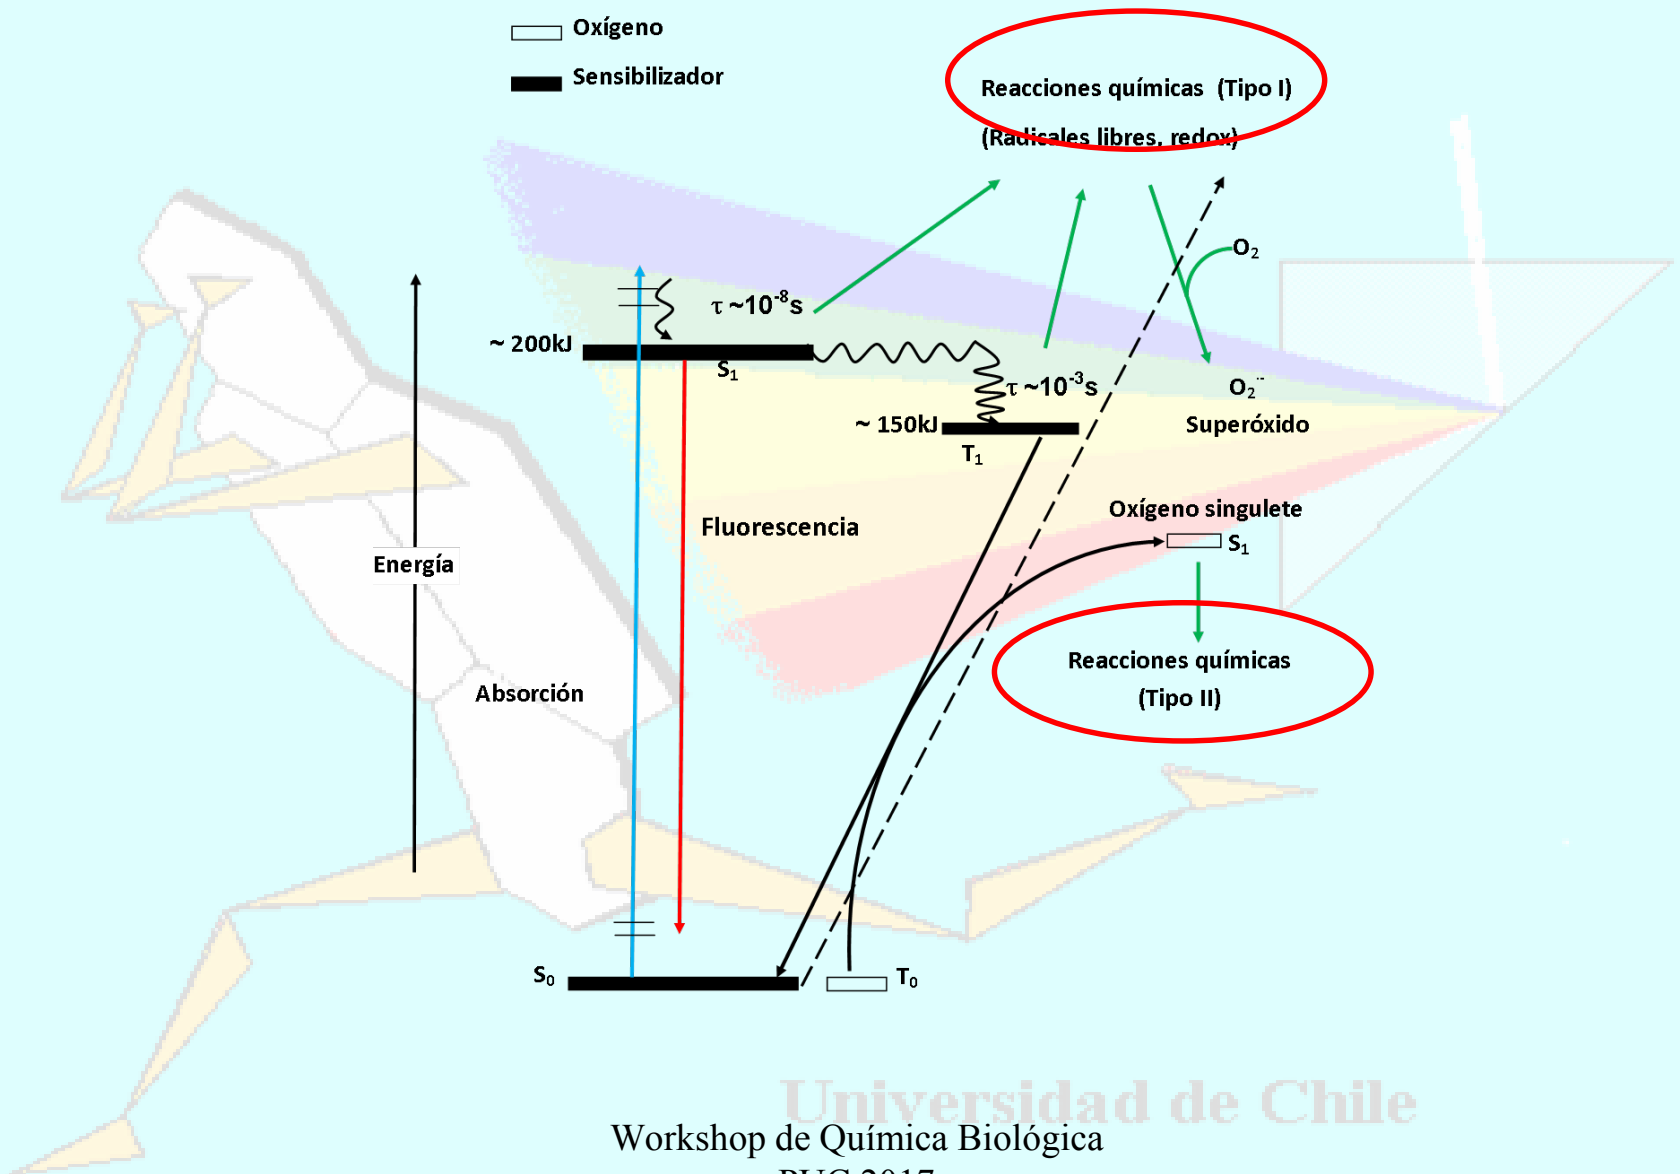 Oxígeno
Sensibilizador
Reacciones químicas (Tipo I)
(Radicales libres, redox)
O₂
τ ~10⁻⁸s
~ 200kJ
S₁
τ ~10⁻³s
O₂·⁻
~ 150kJ
Superóxido
T₁
Oxígeno singulete
S₁
Fluorescencia
Energía
Reacciones químicas
(Tipo II)
Absorción
S₀
T₀
Universidad de Chile
Workshop de Química Biológica
PUC 2017